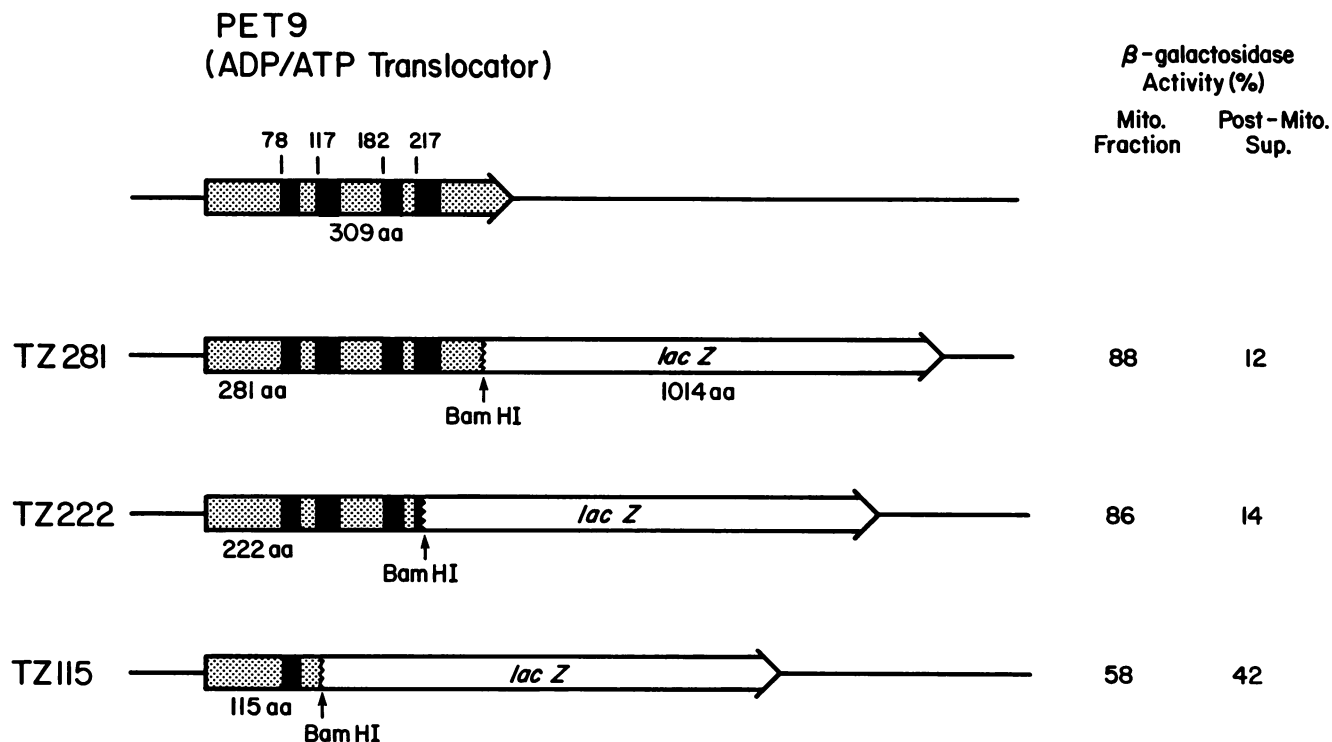 PET9
(ADP/ATP Translocator)
β-galactosidase
Activity (%)
Mito.
Fraction
Post-Mito.
Sup.
78 117 182 217
309 aa
TZ281
lac Z
88
12
281 aa
1014 aa
Bam HI
TZ222
lac Z
86
14
222 aa
Bam HI
TZ115
lac Z
58
42
115 aa
Bam HI